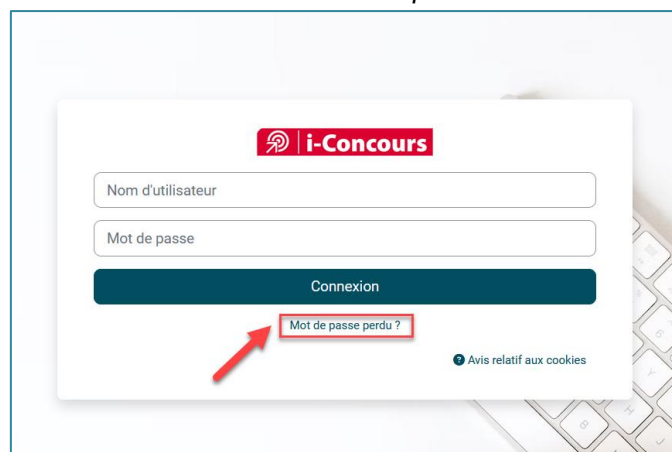 i-Concours
Nom d'utilisateur
Mot de passe
Connexion
Mot de passe perdu ?
Avis relatif aux cookies